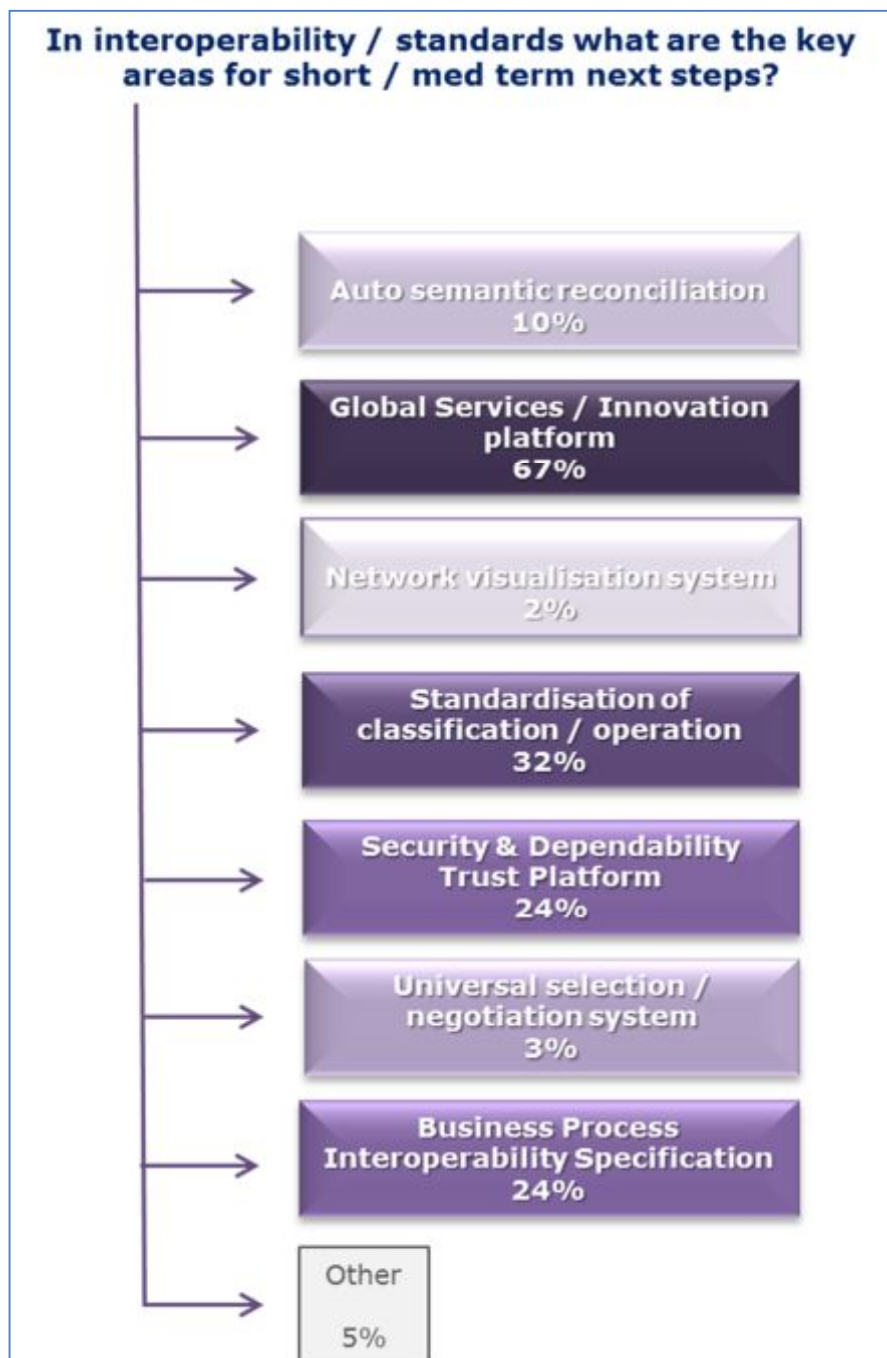 In interoperability / standards what are the key
areas for short / med term next steps?
Auto semantic reconciliation
10%
Global Services / Innovation
platform
67%
Network visualisation system
2%
Standardisation of
classification / operation
32%
Security & Dependability
Trust Platform
24%
Universal selection /
negotiation system
3%
Business Process
Interoperability Specification
24%
Other
5%